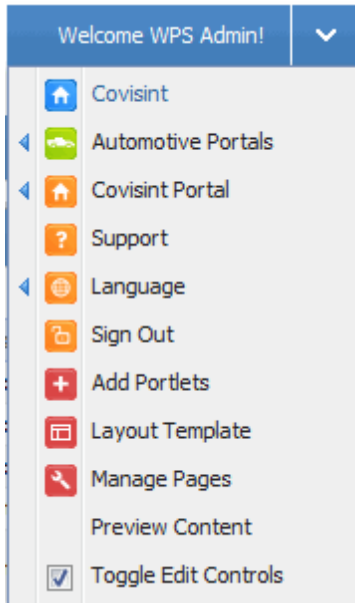 Welcome WPS Admin!
Covisint
Automotive Portals
Covisint Portal
Support
Language
Sign Out
Add Portlets
Layout Template
Manage Pages
Preview Content
Toggle Edit Controls